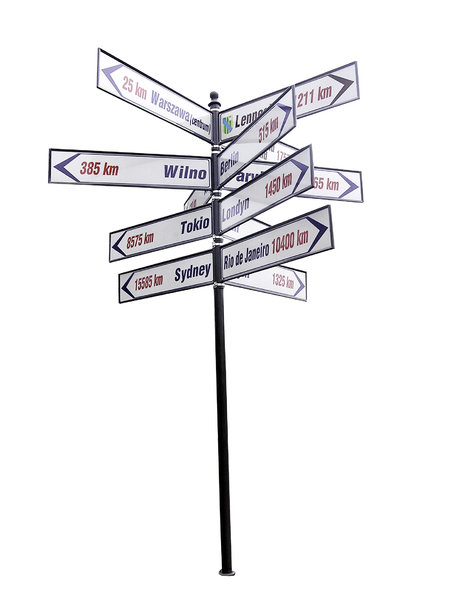 25 km Warszawa (centrum)
211 km
515 km
385 km Wilno
Berlin
Londyn 1450 km
8575 km Tokio
Rio de Janeiro 10400 km
15585 km Sydney
1325 km